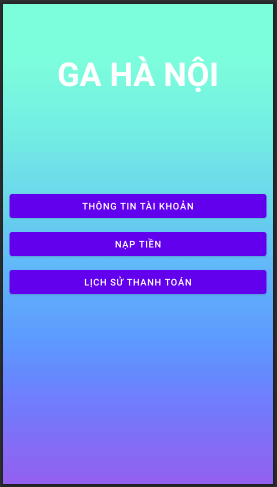 GA HÀ NỘI
THÔNG TIN TÀI KHOẢN
NẠP TIỀN
LỊCH SỬ THANH TOÁN